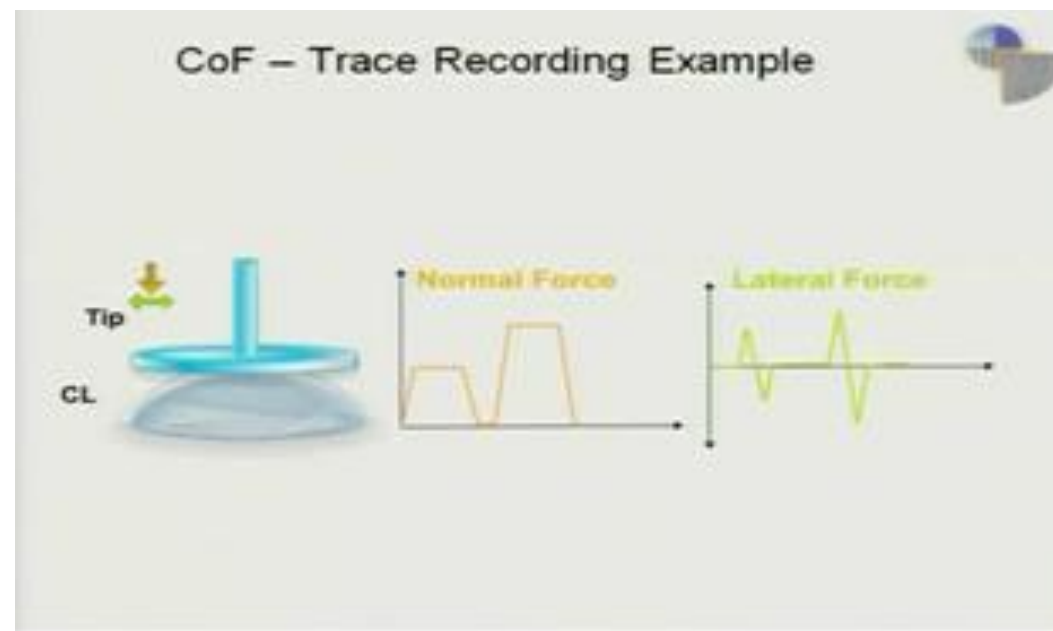 CoF – Trace Recording Example
Normal Force
Lateral Force
Tip
CL